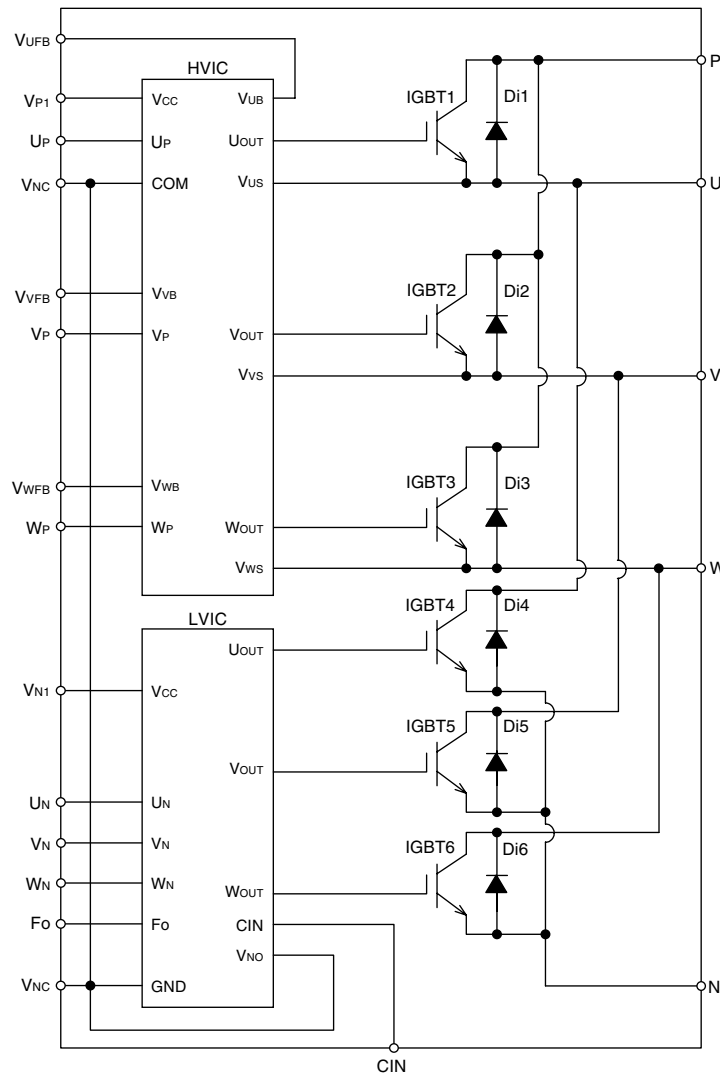 VUFB
HVIC
P
VP1
VCC
VUB
IGBT1
Di1
UP
UP
UOUT
VNC
COM
VUS
U
VVFB
VVB
IGBT2
Di2
VP
VP
VOUT
VVS
V
VWFB
VWB
IGBT3
Di3
WP
WP
WOUT
VWS
W
LVIC
IGBT4
Di4
UOUT
VN1
VCC
IGBT5
Di5
VOUT
UN
UN
VN
VN
IGBT6
Di6
WN
WN
WOUT
Fo
Fo
CIN
VNO
VNC
GND
N
CIN